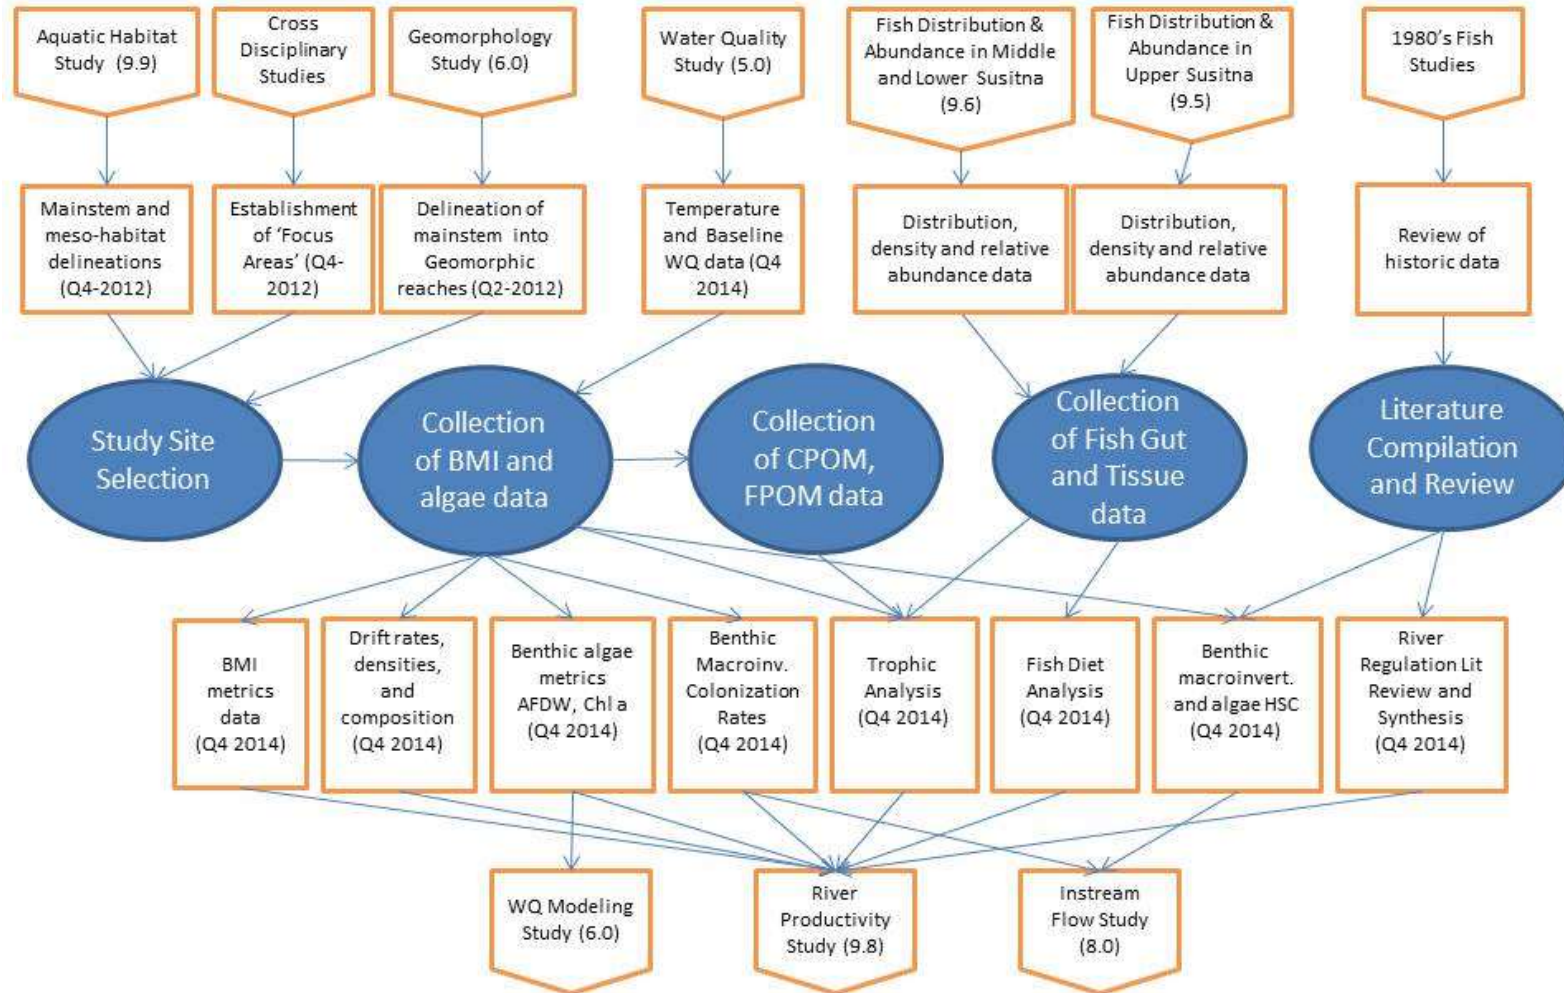 Aquatic Habitat
Study (9.9)
Cross
Disciplinary
Studies
Geomorphology
Study (6.0)
Water Quality
Study (5.0)
Fish Distribution &
Abundance in Middle
and Lower Susitna
(9.6)
Fish Distribution &
Abundance in
Upper Susitna
(9.5)
1980's Fish
Studies
Mainstem and
meso-habitat
delineations
(Q4-2012)
Establishment
of 'Focus
Areas' (Q4-
2012)
Delineation of
mainstem into
Geomorphic
reaches (Q2-2012)
Temperature
and Baseline
WQ data (Q4
2014)
Distribution,
density and relative
abundance data
Distribution,
density and relative
abundance data
Review of
historic data
Study Site
Selection
Collection
of BMI and
algae data
Collection
of CPOM,
FPOM data
Collection
of Fish Gut
and Tissue
data
Literature
Compilation
and Review
BMI
metrics
data
(Q4 2014)
Drift rates,
densities,
and
composition
(Q4 2014)
Benthic algae
metrics
AFDW, Chl a
(Q4 2014)
Benthic
Macroinv.
Colonization
Rates
(Q4 2014)
Trophic
Analysis
(Q4 2014)
Fish Diet
Analysis
(Q4 2014)
Benthic
macroinvert.
and algae HSC
(Q4 2014)
River
Regulation Lit
Review and
Synthesis
(Q4 2014)
WQ Modeling
Study (6.0)
River
Productivity
Study (9.8)
Instream
Flow Study
(8.0)